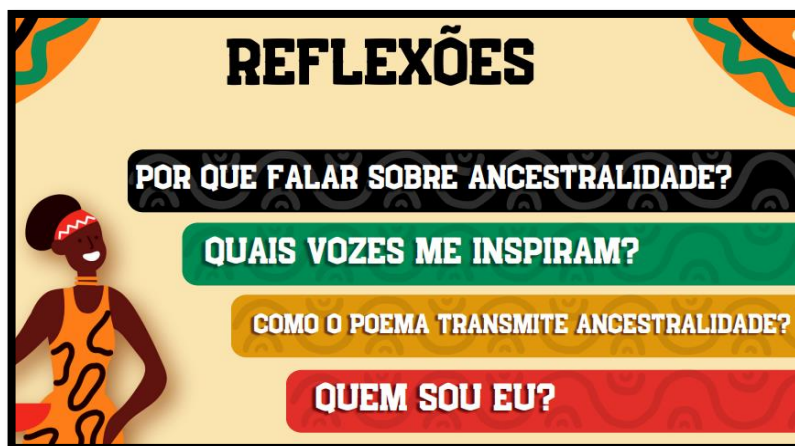 REFLEXÕES
POR QUE FALAR SOBRE ANCESTRALIDADE?
QUAIS VOZES ME INSPIRAM?
COMO O POEMA TRANSMITE ANCESTRALIDADE?
QUEM SOU EU?